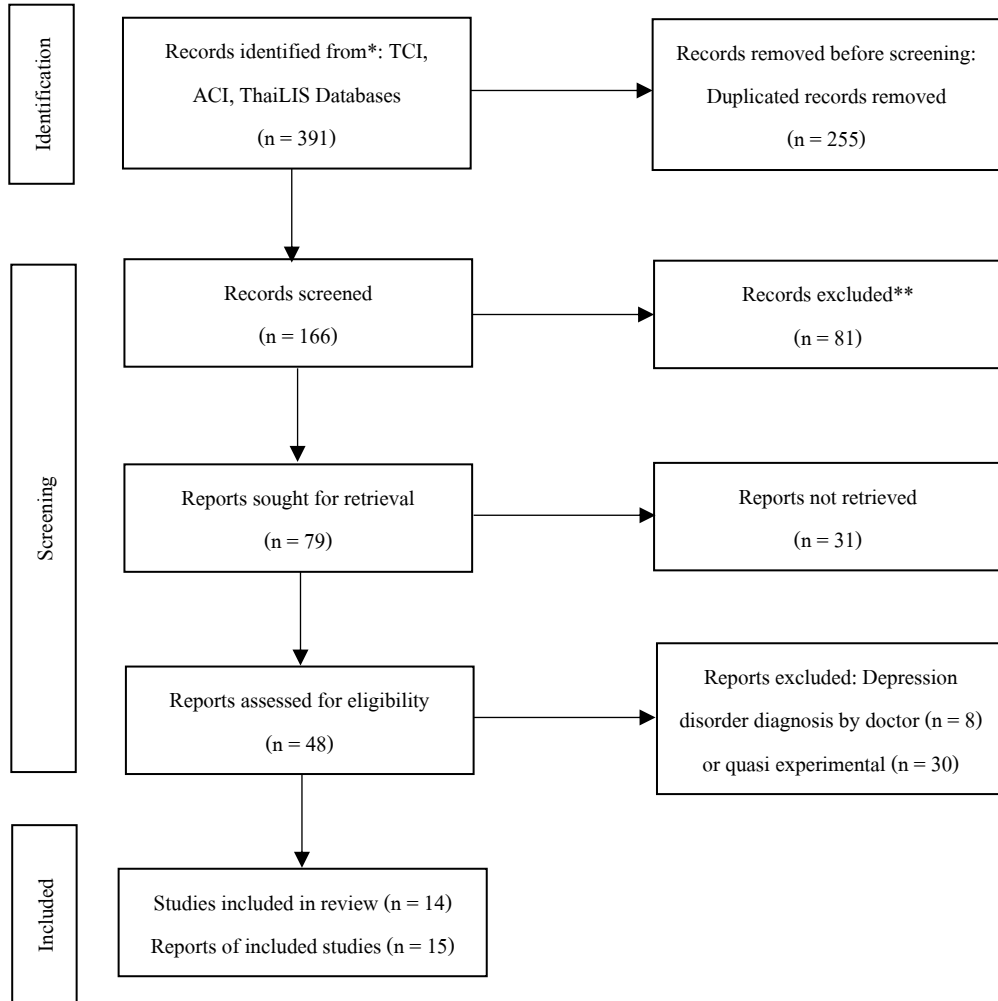 Identification
Records identified from*: TCI,
ACI, ThaiLIS Databases
(n = 391)
Records removed before screening:
Duplicated records removed
(n = 255)
Screening
Records screened
(n = 166)
Records excluded**
(n = 81)
Reports sought for retrieval
(n = 79)
Reports not retrieved
(n = 31)
Reports assessed for eligibility
(n = 48)
Reports excluded: Depression
disorder diagnosis by doctor (n = 8)
or quasi experimental (n = 30)
Included
Studies included in review (n = 14)
Reports of included studies (n = 15)